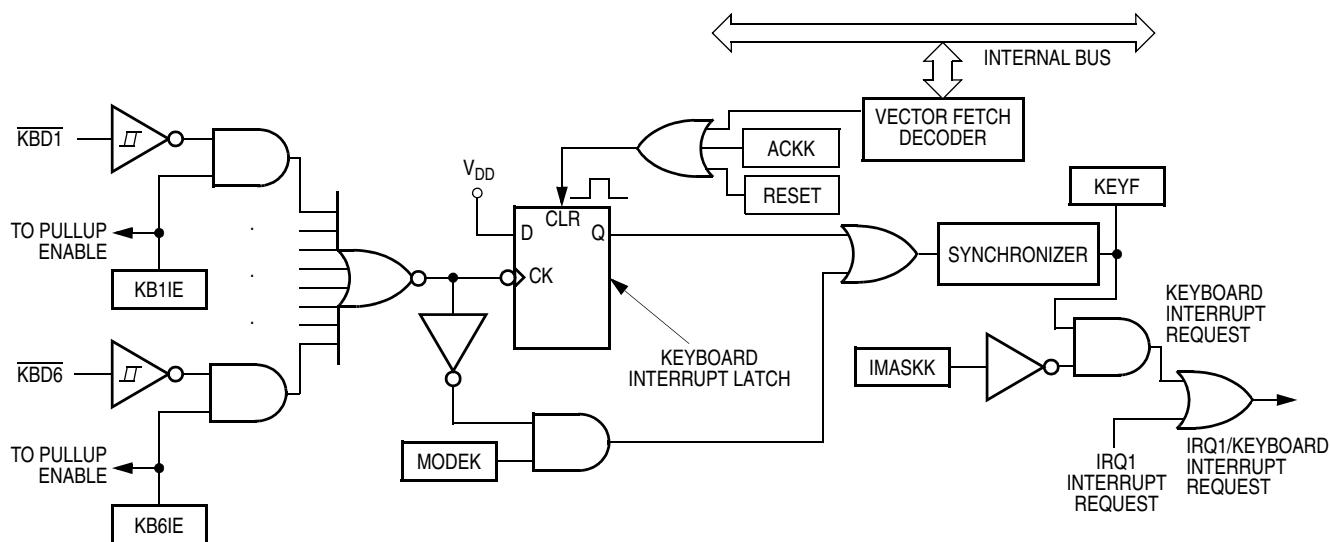 INTERNAL BUS
VECTOR FETCH
DECODER
KBD1
ACKK
VDD
KEYF
RESET
CLR
TO PULLUP
ENABLE
D
Q
SYNCHRONIZER
KB1IE
CK
KEYBOARD
INTERRUPT
REQUEST
KEYBOARD
INTERRUPT LATCH
KBD6
IMASKK
TO PULLUP
ENABLE
MODEK
IRQ1
INTERRUPT
REQUEST
IRQ1/KEYBOARD
INTERRUPT
REQUEST
KB6IE